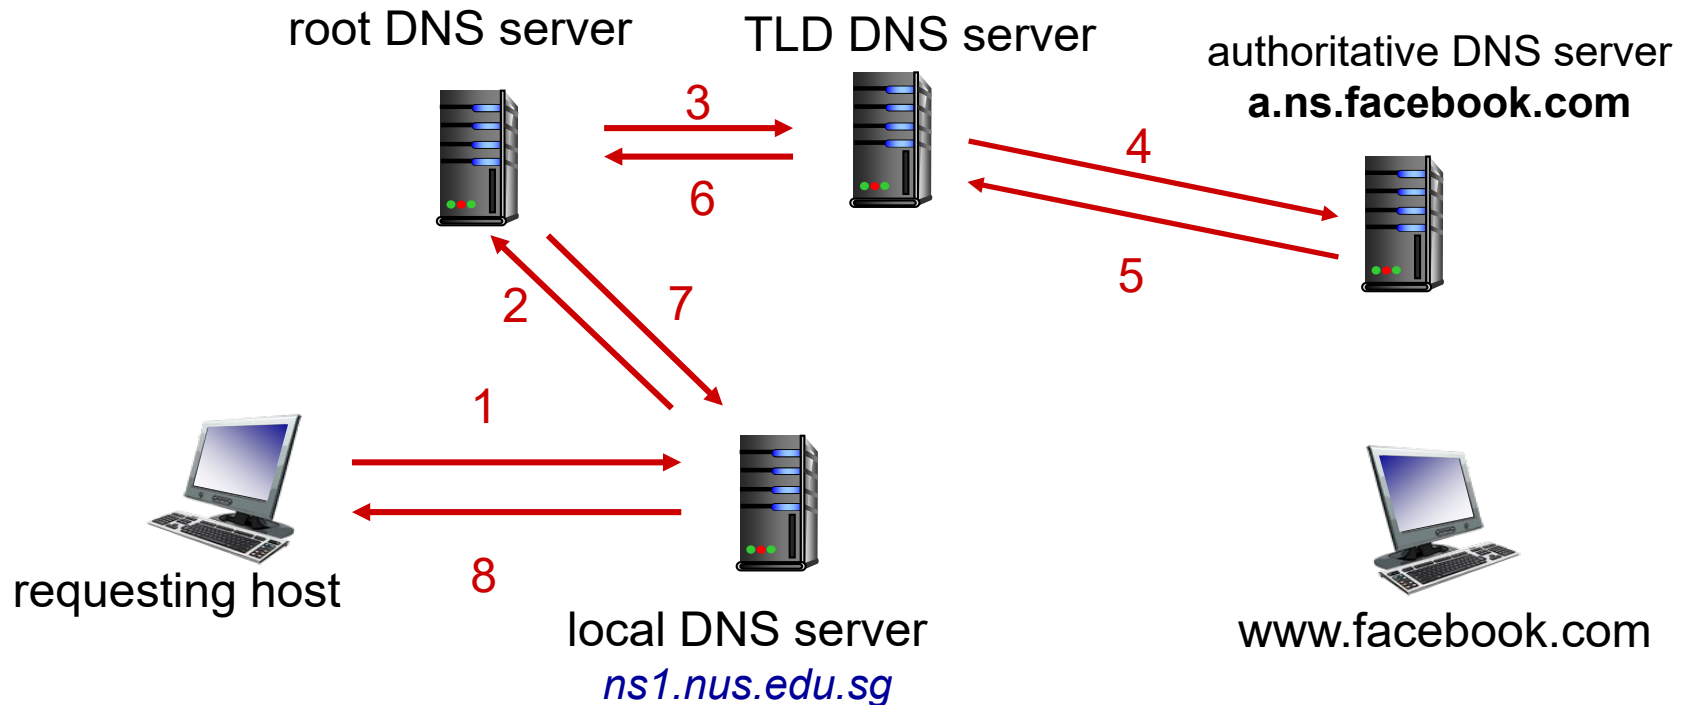 root DNS server
TLD DNS server
authoritative DNS server
a.ns.facebook.com
3
6
4
5
2
7
1
8
requesting host
local DNS server
ns1.nus.edu.sg
www.facebook.com